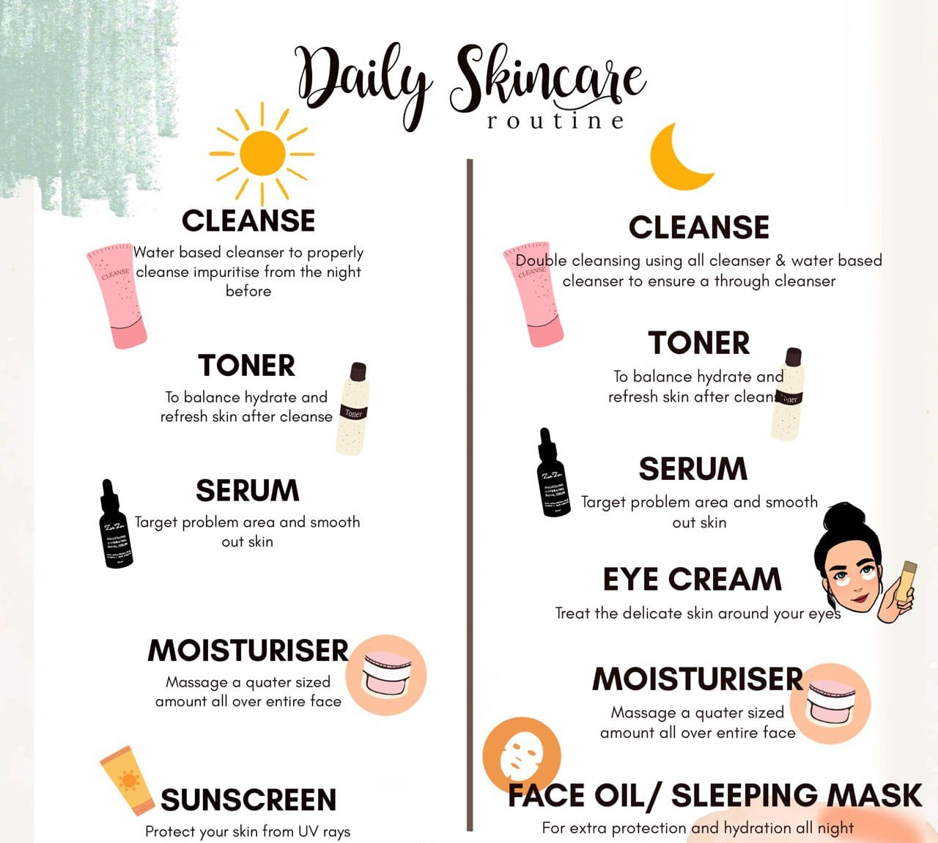 Daily Skincare
routine
CLEANSE
Water based cleanser to properly
cleanse impuritise from the night
before
CLEANSE
TONER
To balance hydrate and
refresh skin after cleanse
Toner
SERUM
Target problem area and smooth
out skin
MOISTURISER
Massage a quater sized
amount all over entire face
SUNSCREEN
Protect your skin from UV rays
CLEANSE
Double cleansing using all cleanser & water based
cleanser to ensure a through cleanser
CLEANSE
TONER
To balance hydrate and
refresh skin after cleans
SERUM
Target problem area and smooth
out skin
EYE CREAM
Treat the delicate skin around your eyes
MOISTURISER
Massage a quater sized
amount all over entire face
FACE OIL/ SLEEPING MASK
For extra protection and hydration all night